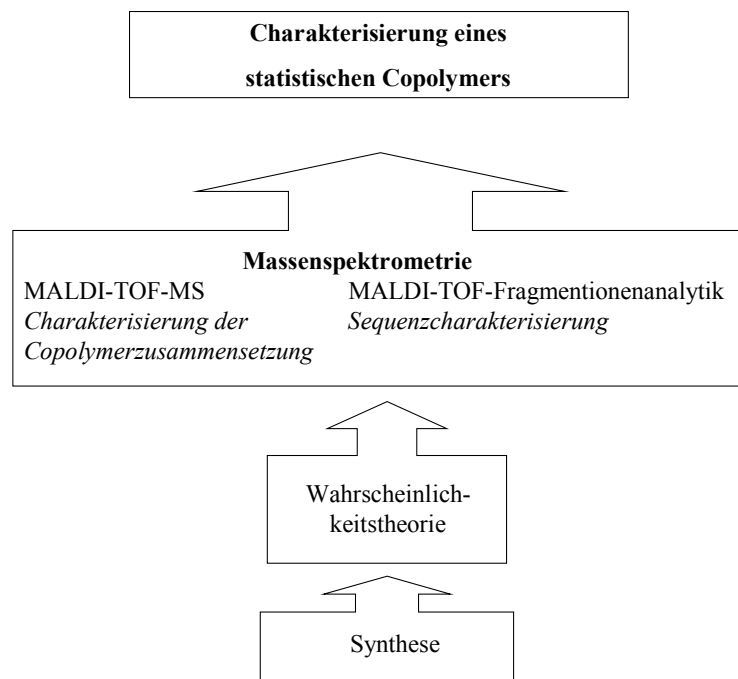 Charakterisierung eines
statistischen Copolymers
Massenspektrometrie
MALDI-TOF-MS
Charakterisierung der
Copolymerzusammensetzung
MALDI-TOF-Fragmentionenanalytik
Sequenzcharakterisierung
Wahrscheinlich-
keitstheorie
Synthese